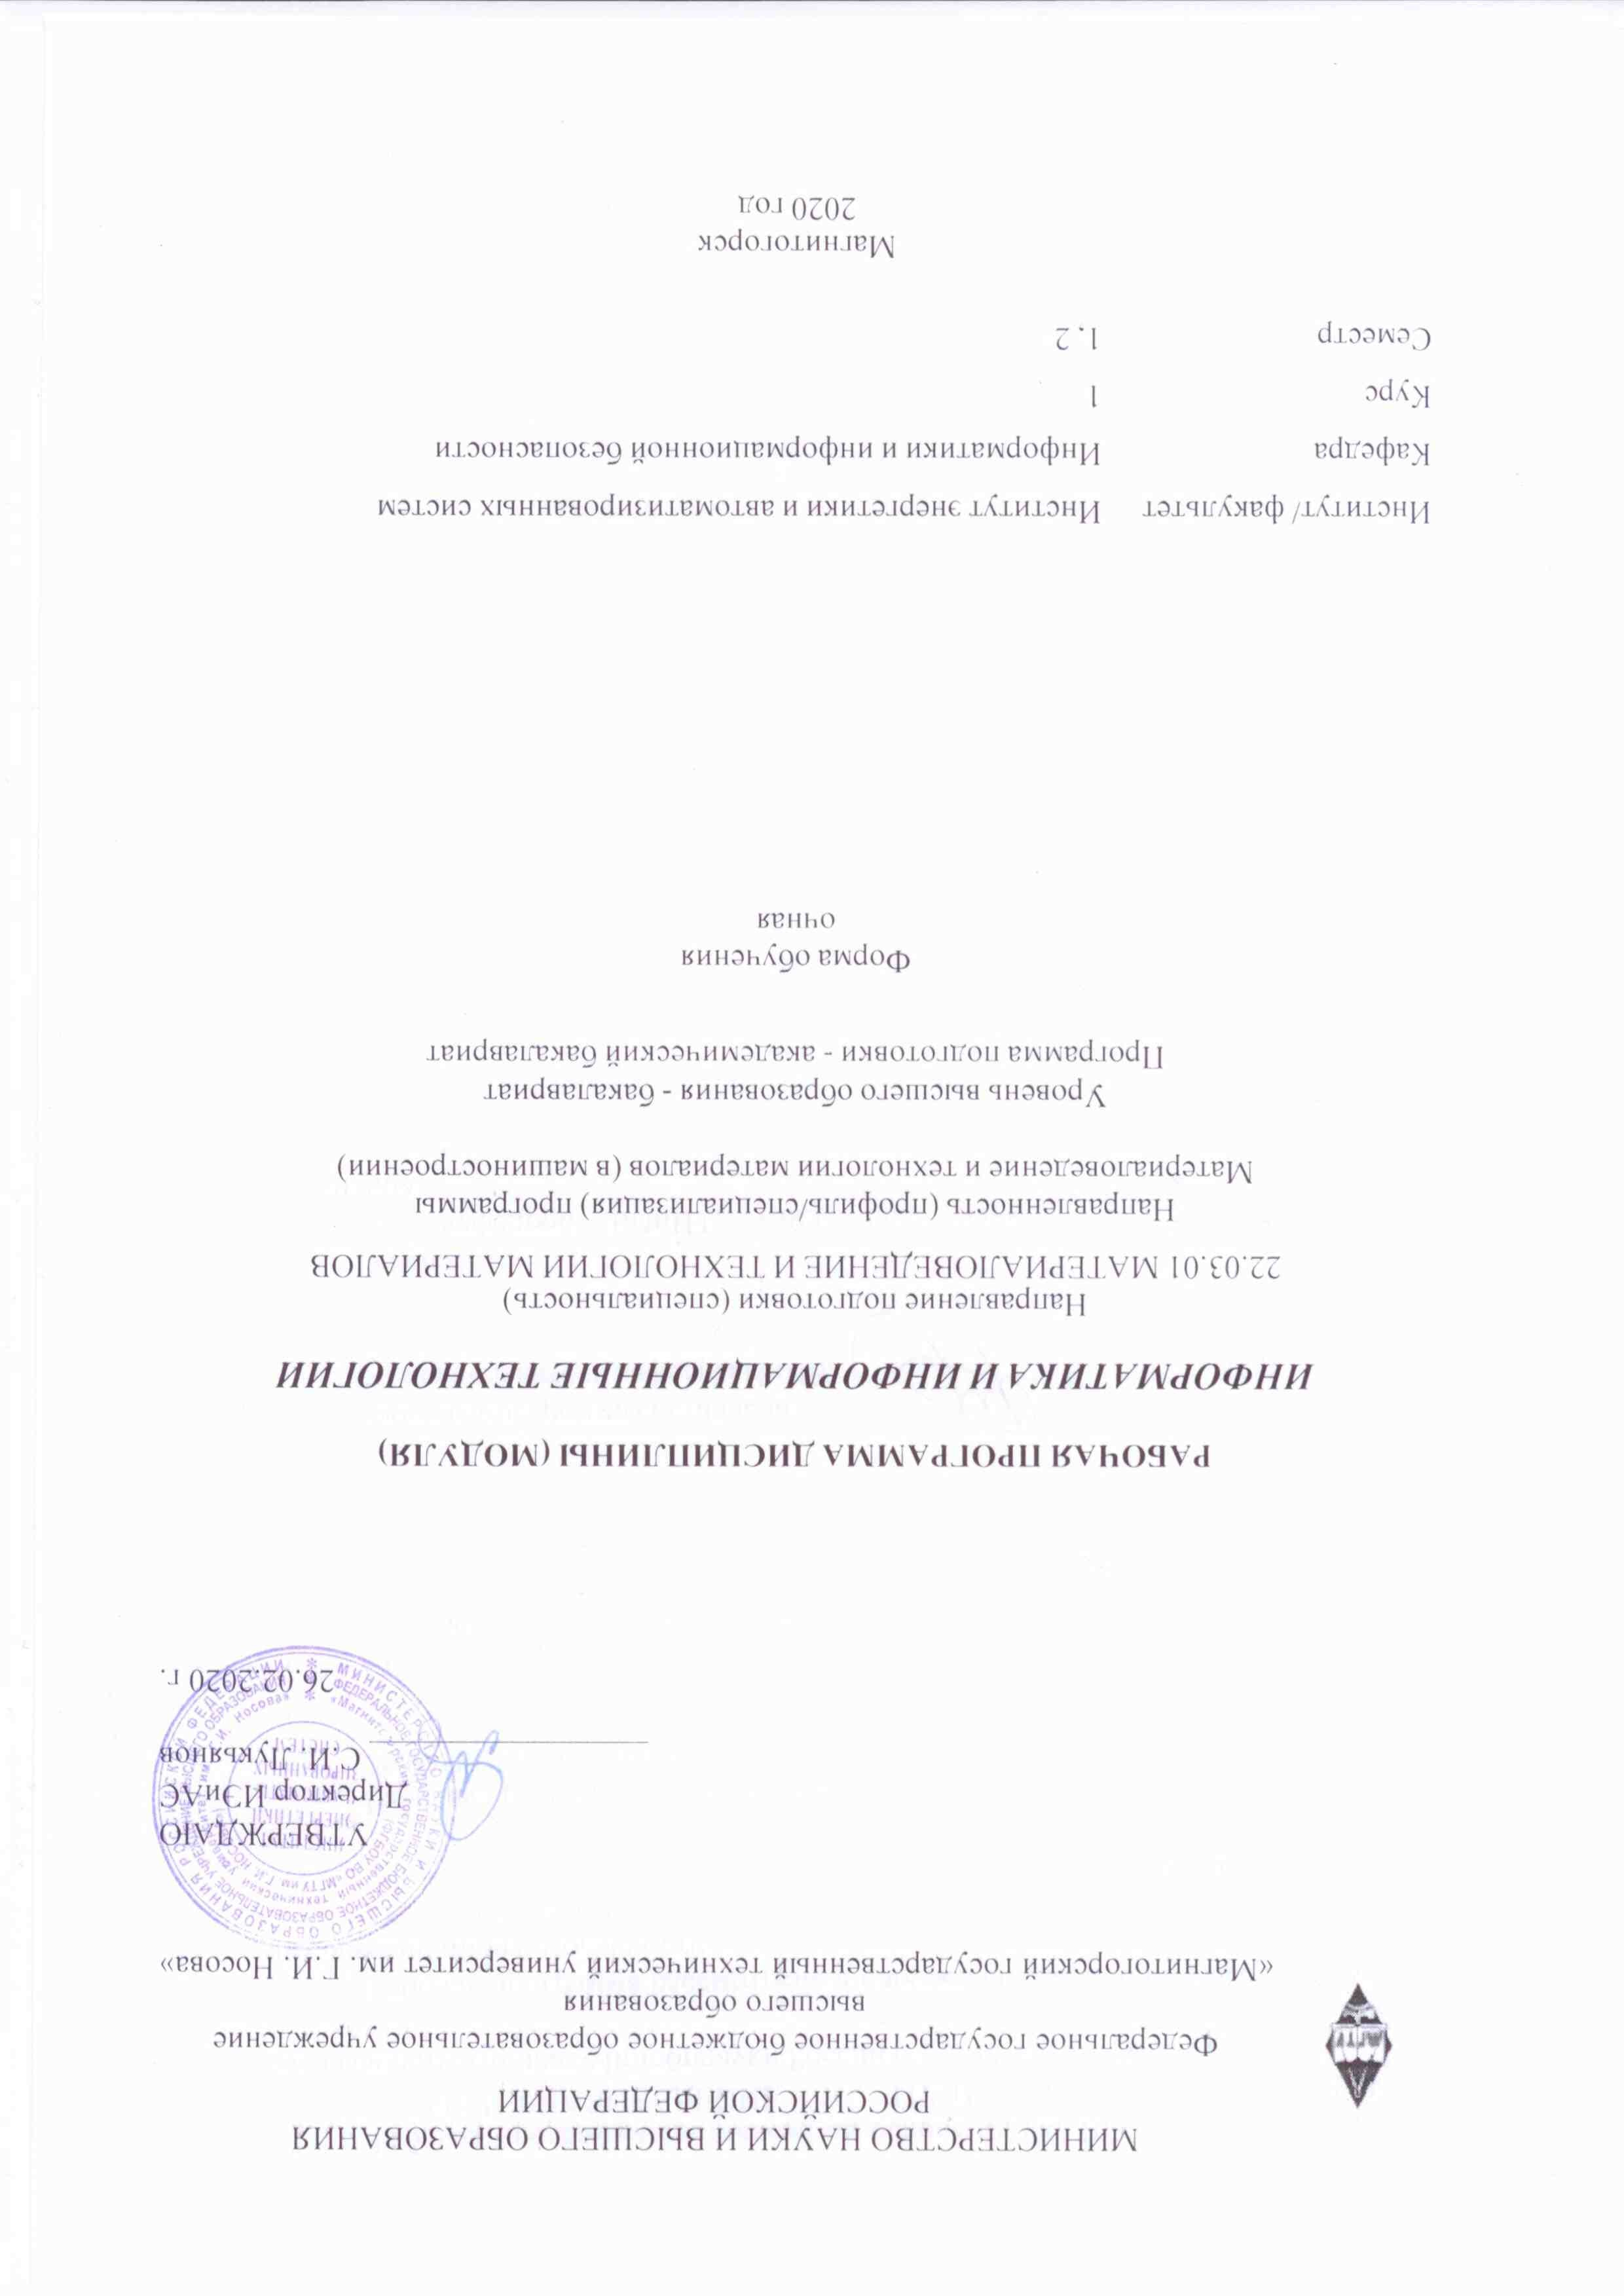 МИНИСТЕРСТВО НАУКИ И ВЫСШЕГО ОБРАЗОВАНИЯ
РОССИЙСКОЙ ФЕДЕРАЦИИ
Федеральное государственное бюджетное образовательное учреждение
высшего образования
«Магнитогорский государственный технический университет им. Г.И. Носова»
УТВЕРЖДАЮ
Директор ИЭиАС
С.И. Лукьянов
26.02.2020 г.
РАБОЧАЯ ПРОГРАММА ДИСЦИПЛИНЫ (МОДУЛЯ)
ИНФОРМАТИКА И ИНФОРМАЦИОННЫЕ ТЕХНОЛОГИИ
Направление подготовки (специальность)
22.03.01 МАТЕРИАЛОВЕДЕНИЕ И ТЕХНОЛОГИИ МАТЕРИАЛОВ
Направленность (профиль/специализация) программы
Материаловедение и технологии материалов (в машиностроении)
Уровень высшего образования - бакалавриат
Программа подготовки - академический бакалавриат
Форма обучения
очная
Институт/ факультет Институт энергетики и автоматизированных систем
Кафедра Информатики и информационной безопасности
Курс 1
Семестр 1. 2
Магнитогорск
2020 год